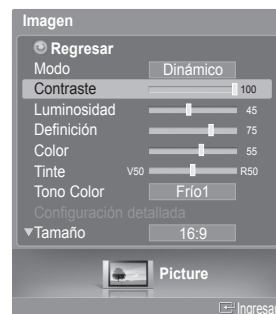 Imagen
Regresar
Modo Dinámico
Contraste 100
Luminosidad 45
Definición 75
Color 55
Tinte V50 R50
Tono Color Frío1
Configuración detallada
▼Tamaño 16:9
Picture
Ingresar